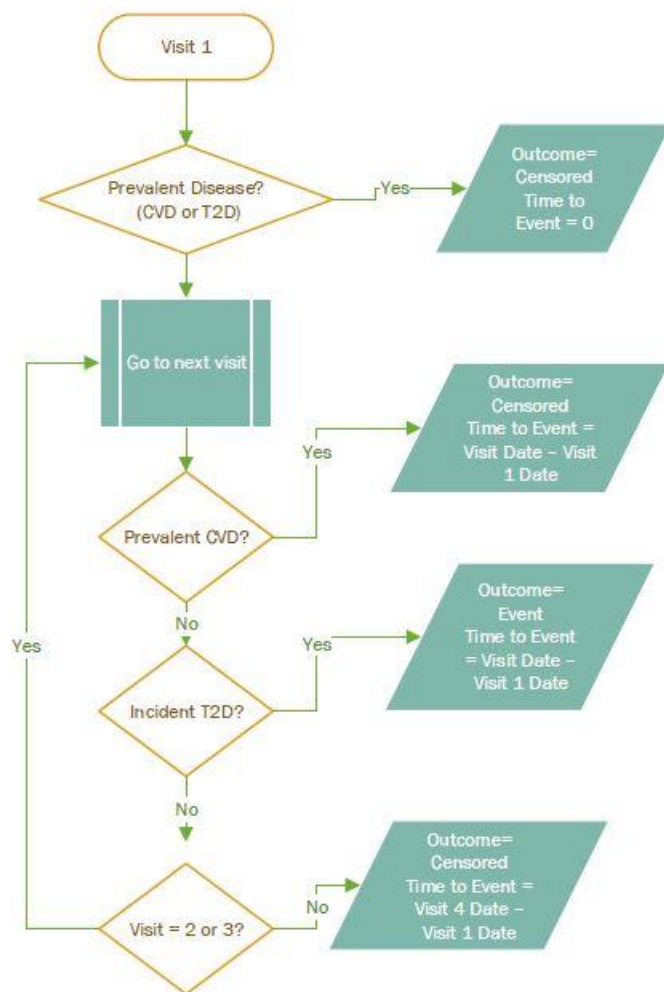 Visit 1
Prevalent Disease?
(CVD or T2D)
Yes
Outcome=
Censored
Time to
Event = 0
Go to next visit
Yes
Outcome=
Censored
Time to Event =
Visit Date – Visit
1 Date
Prevalent CVD?
No
Yes
Outcome=
Event
Time to Event
= Visit Date –
Visit 1 Date
Yes
Incident T2D?
No
Outcome=
Censored
Time to Event =
Visit 4 Date –
Visit 1 Date
No
Visit = 2 or 3?